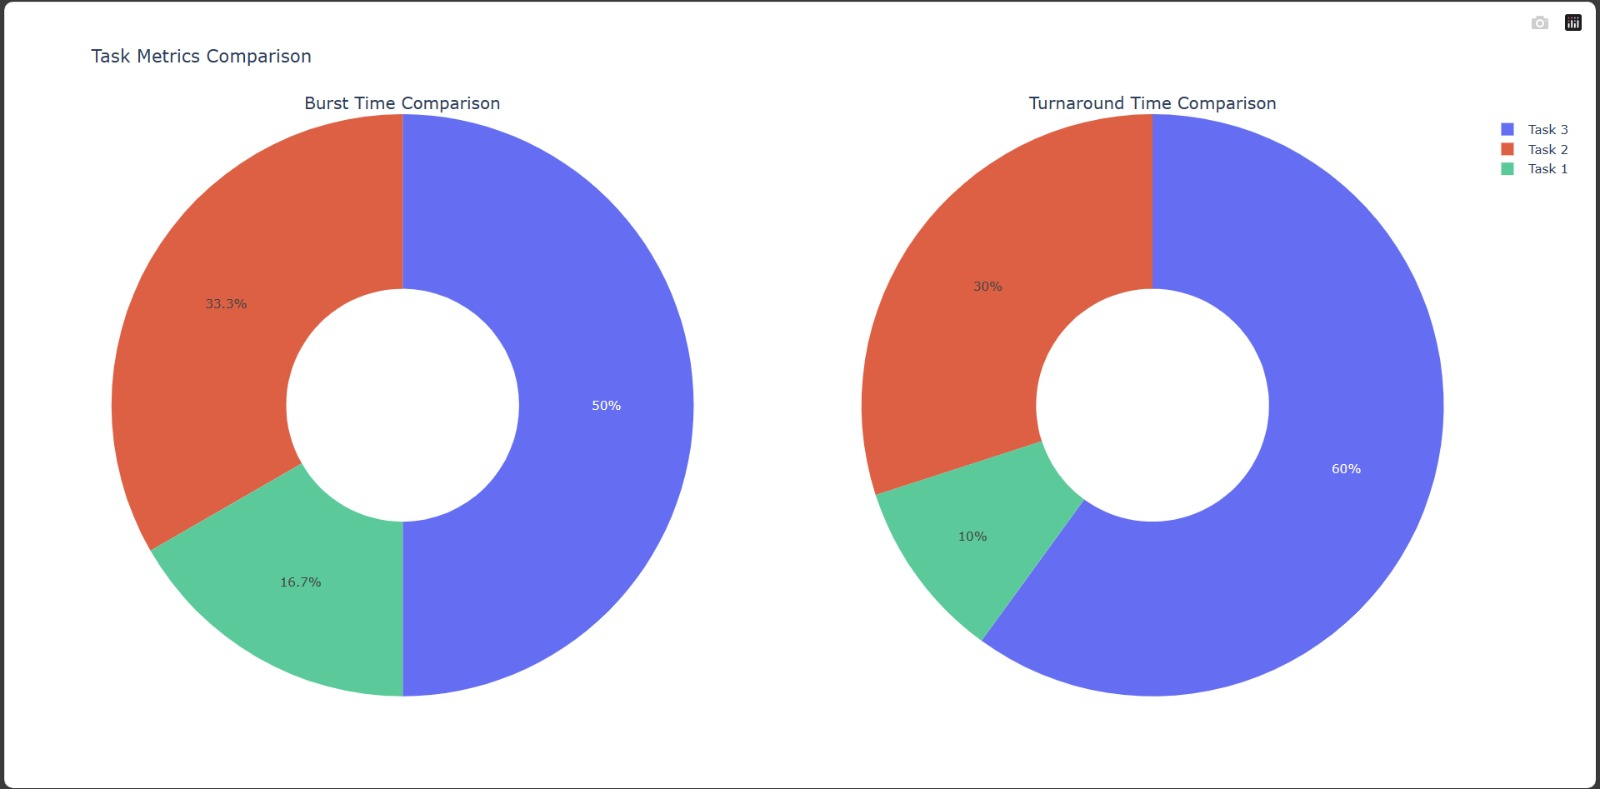 Task Metrics Comparison
Burst Time Comparison
33.3%
50%
16.7%
Turnaround Time Comparison
30%
60%
10%
Task 3
Task 2
Task 1